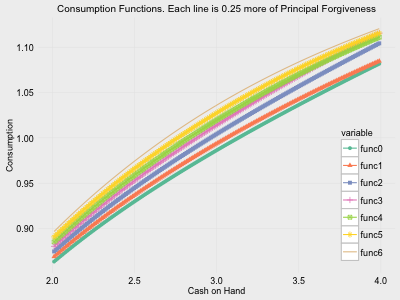 Consumption Functions. Each line is 0.25 more of Principal Forgiveness
Consumption
1.10
1.05
1.00
0.95
0.90
2.0
2.5
3.0
3.5
4.0
Cash on Hand
variable
func0
func1
func2
func3
func4
func5
func6